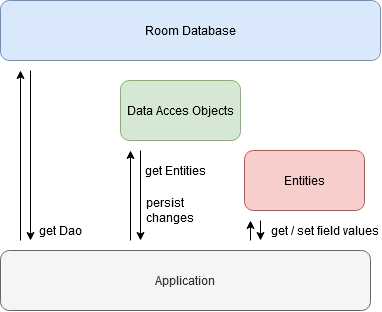 Room Database
Data Acces Objects
get Entities
Entities
persist
changes
get Dao
get / set field values
Application